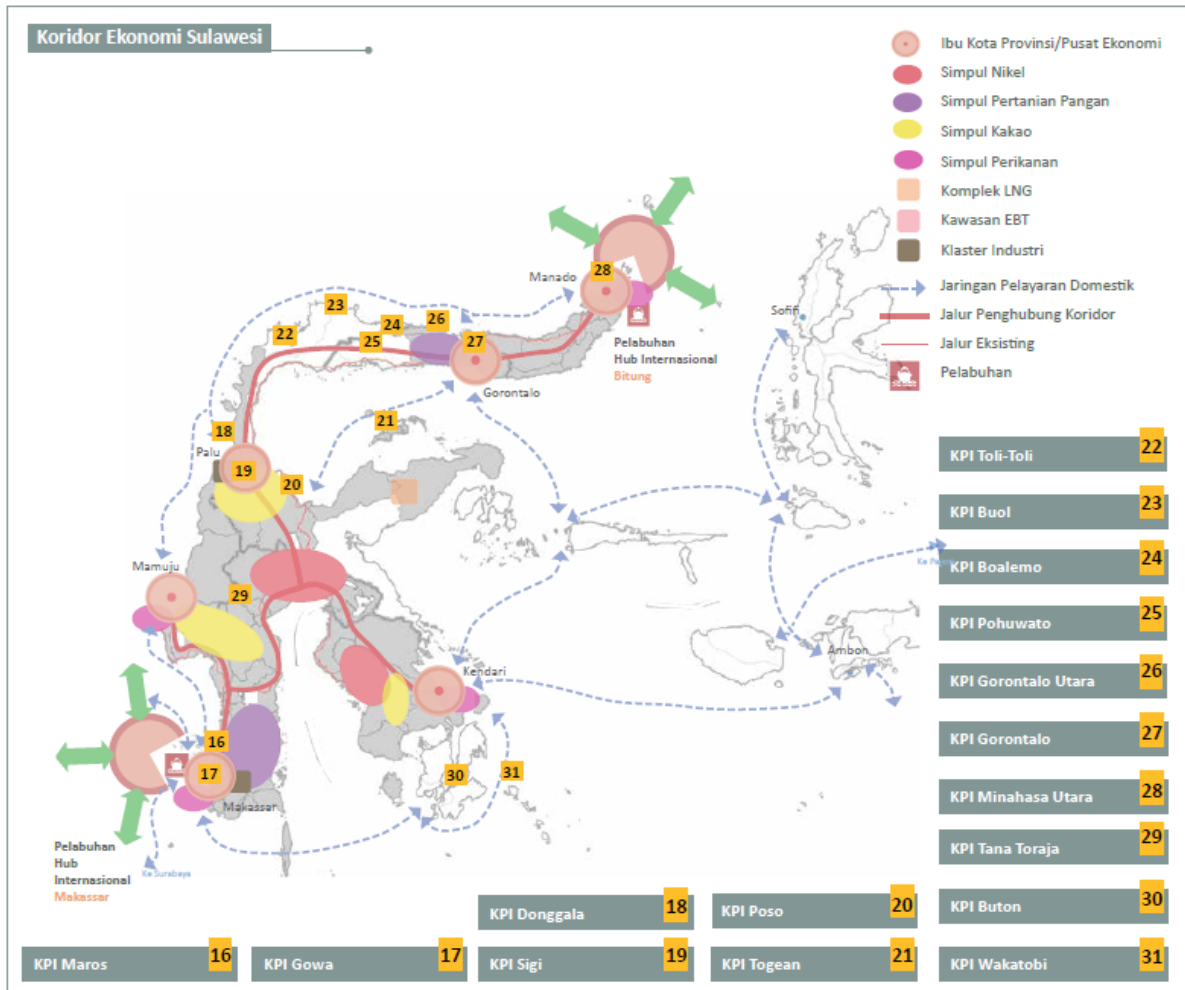 Koridor Ekonomi Sulawesi
Ibu Kota Provinsi/Pusat Ekonomi
Simpul Nikel
Simpul Pertanian Pangan
Simpul Kakao
Simpul Perikanan
Komplek LNG
Kawasan EBT
Klaster Industri
Jaringan Pelayaran Domestik
Jalur Penghubung Koridor
Jalur Eksisting
Pelabuhan
28
Manado
23
22
24
26
25
27
Sofifi
Pelabuhan
Hub Internasional
Bitung
Gorontalo
21
18
Palu
19
20
Mamuju
29
Kendari
Ambon
16
17
Makassar
30
31
Pelabuhan
Hub
Internasional
Makassar
Ke Surabaya
KPI Toli-Toli 22
KPI Buol 23
Ke
KPI Boalemo 24
KPI Pohuwato 25
KPI Gorontalo Utara 26
KPI Gorontalo 27
KPI Minahasa Utara 28
KPI Tana Toraja 29
KPI Donggala 18
KPI Poso 20
KPI Buton 30
KPI Maros 16
KPI Gowa 17
KPI Sigi 19
KPI Togean 21
KPI Wakatobi 31